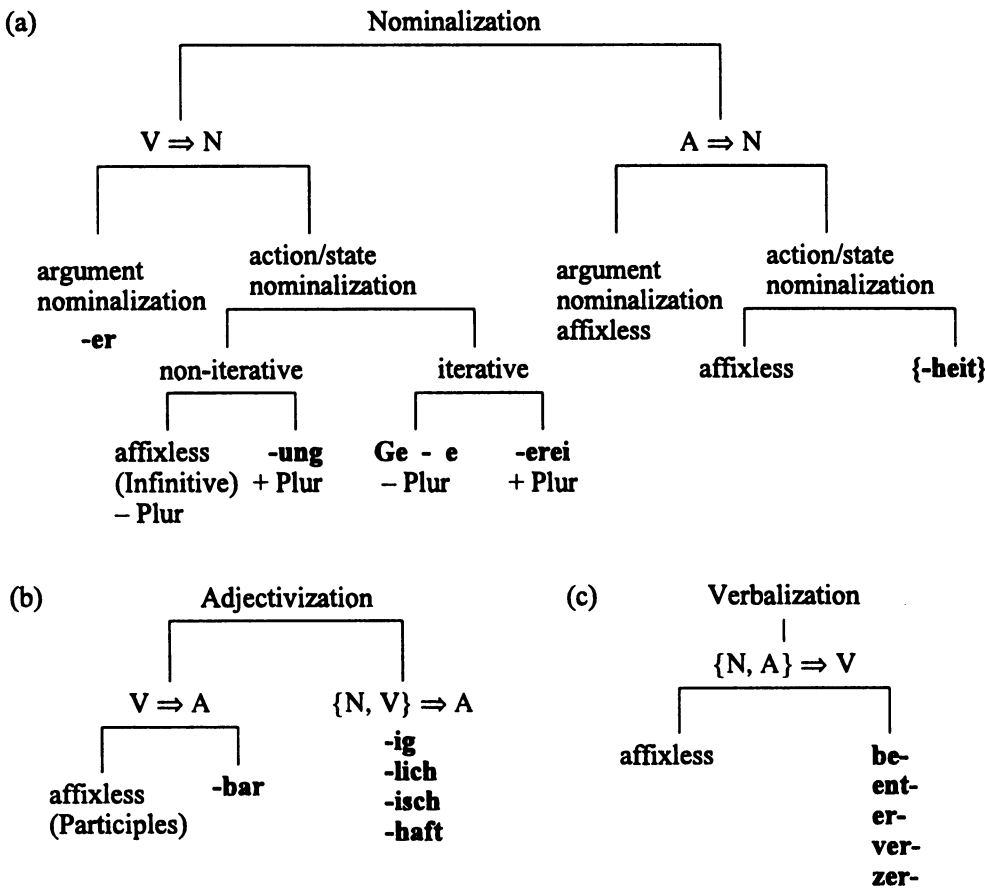 (a)
Nominalization
V ⇒ N
A ⇒ N
argument
nominalization
-er
action/state
nominalization
argument
nominalization
affixless
action/state
nominalization
non-iterative
iterative
affixless
{-heit}
affixless
(Infinitive)
– Plur
-ung
+ Plur
Ge - e
– Plur
-erei
+ Plur
(b)
Adjectivization
V ⇒ A
{N, V} ⇒ A
affixless
(Participles)
-bar
-ig
-lich
-isch
-haft
(c)
Verbalization
{N, A} ⇒ V
affixless
be-
ent-
er-
ver-
zer-